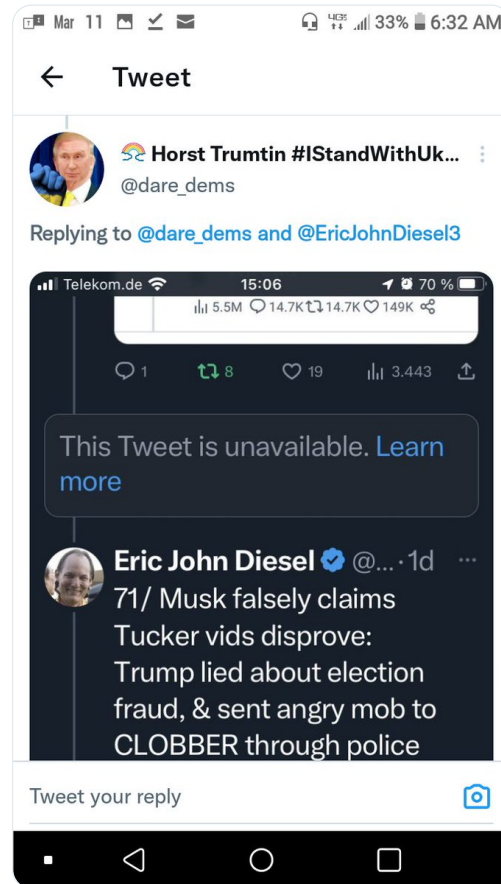 Mar 11 4GE 33% 6:32 AM
Tweet
Horst Trumtin #IStandWithUk...
@dare_dems
Replying to @dare_dems and @EricJohnDiesel3
Telekom.de 15:06 70 %
5.5M 14.7K 14.7K 149K
1 8 19 3.443
This Tweet is unavailable. Learn
more
Eric John Diesel @... · 1d
71/ Musk falsely claims
Tucker vids disprove:
Trump lied about election
fraud, & sent angry mob to
CLOBBER through police
Tweet your reply